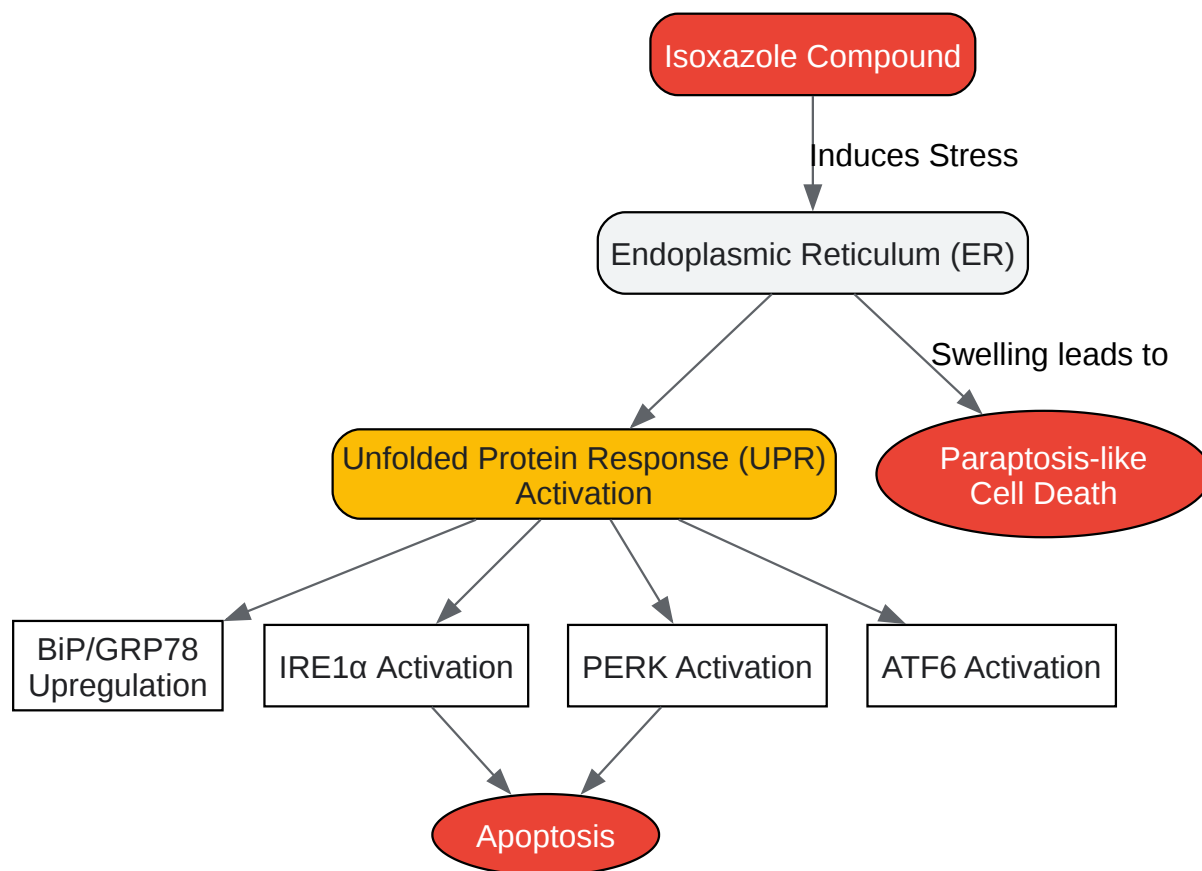 Isoxazole Compound
Induces Stress
Endoplasmic Reticulum (ER)
Swelling leads to
Unfolded Protein Response (UPR)
Activation
Paraptosis-like
Cell Death
BiP/GRP78
Upregulation
IRE1α Activation
PERK Activation
ATF6 Activation
Apoptosis